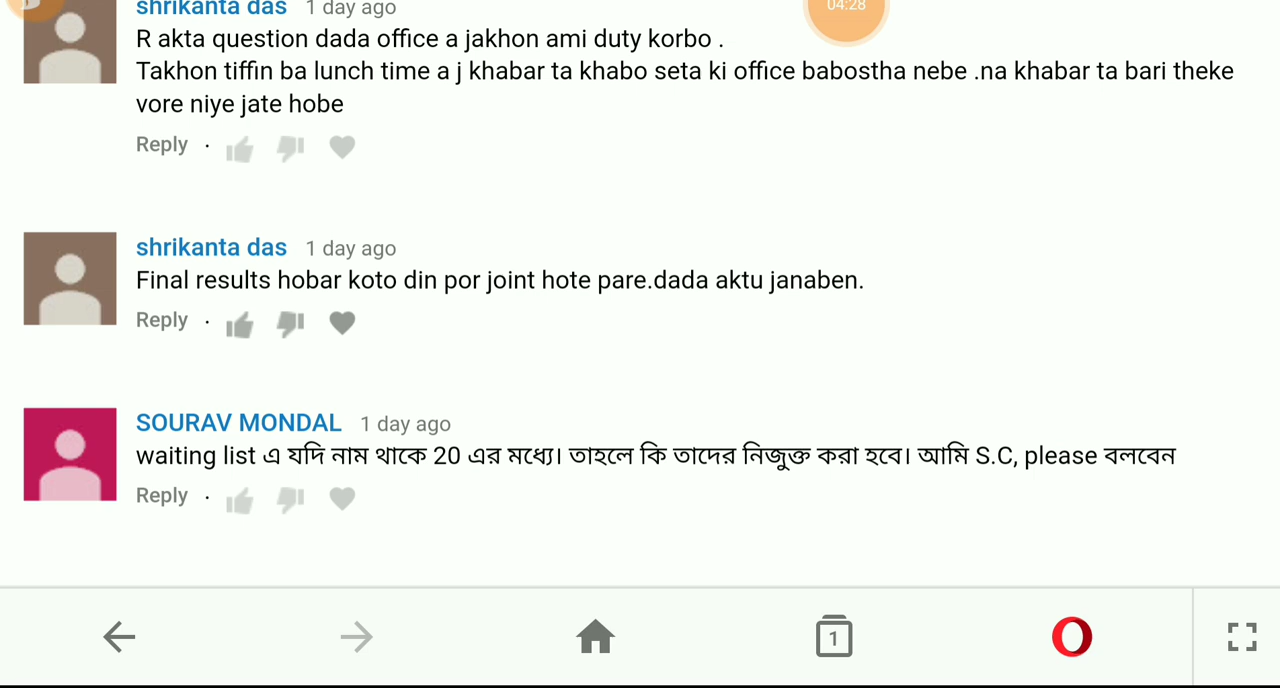 shrikanta das 1 day ago
04:28
R akta question dada office a jakhon ami duty korbo .
Takhon tiffin ba lunch time a j khabar ta khabo seta ki office babostha nebe .na khabar ta bari theke
vore niye jate hobe
Reply ·
shrikanta das 1 day ago
Final results hobar koto din por joint hote pare.dada aktu janaben.
Reply ·
SOURAV MONDAL 1 day ago
waiting list এ যদি নাম থাকে 20 এর মধ্যে। তাহলে কি তাদের নিজুক্ত করা হবে। আমি S.C, please বলবেন
Reply ·
1